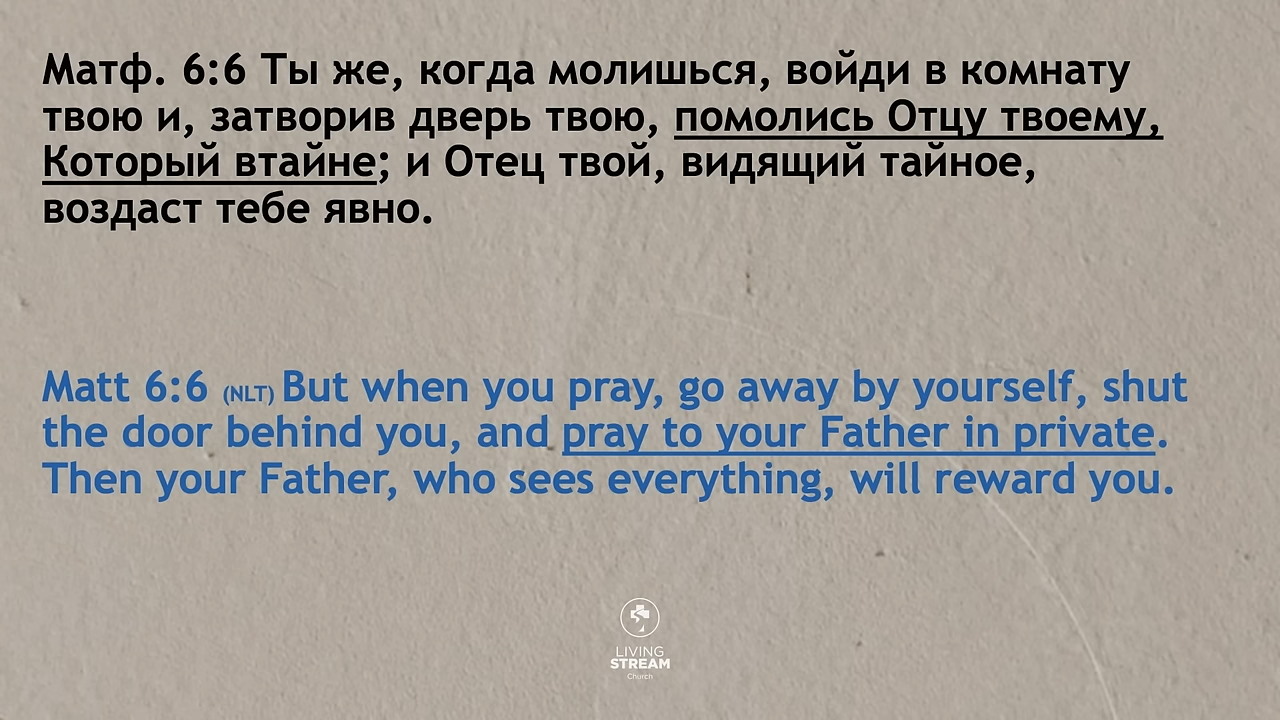 Матф. 6:6 Ты же, когда молишься, войди в комнату
твою и, затворив дверь твою, помолись Отцу твоему,
Который втайне; и Отец твой, видящий тайное,
воздаст тебе явно.
Matt 6:6 (NLT) But when you pray, go away by yourself, shut
the door behind you, and pray to your Father in private.
Then your Father, who sees everything, will reward you.
LIVING
STREAM
Church